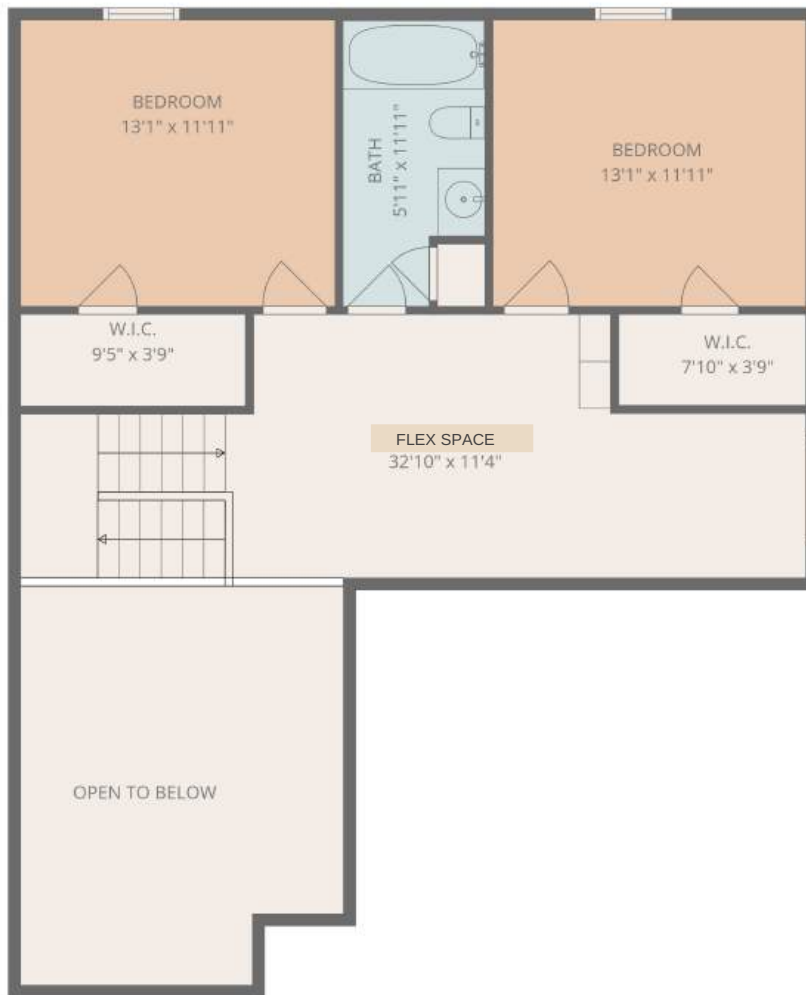 BEDROOM
13'1" x 11'11"
BATH
5'11" x 11'11"
BEDROOM
13'1" x 11'11"
W.I.C.
9'5" x 3'9"
W.I.C.
7'10" x 3'9"
FLEX SPACE
32'10" x 11'4"
OPEN TO BELOW